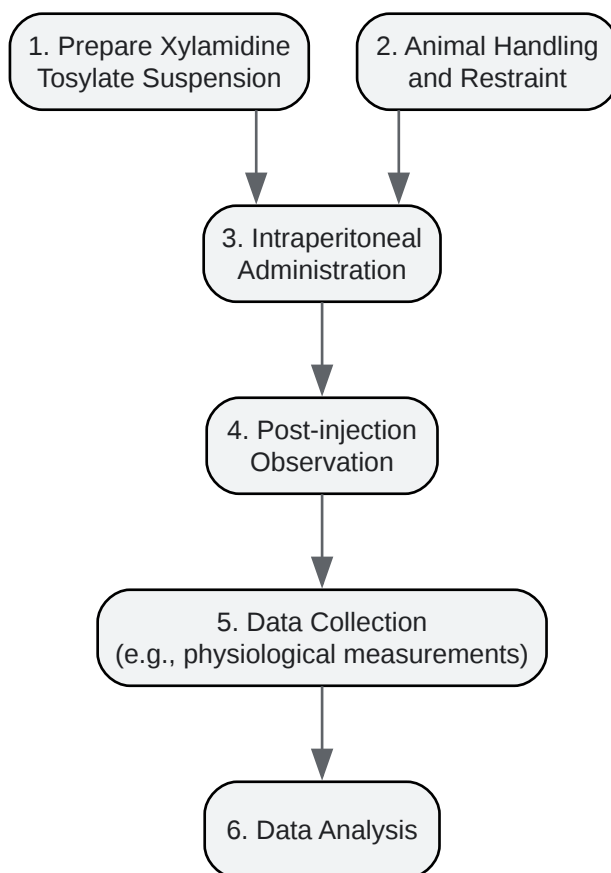 1. Prepare Xylamidine
Tosylate Suspension
2. Animal Handling
and Restraint
3. Intraperitoneal
Administration
4. Post-injection
Observation
5. Data Collection
(e.g., physiological measurements)
6. Data Analysis